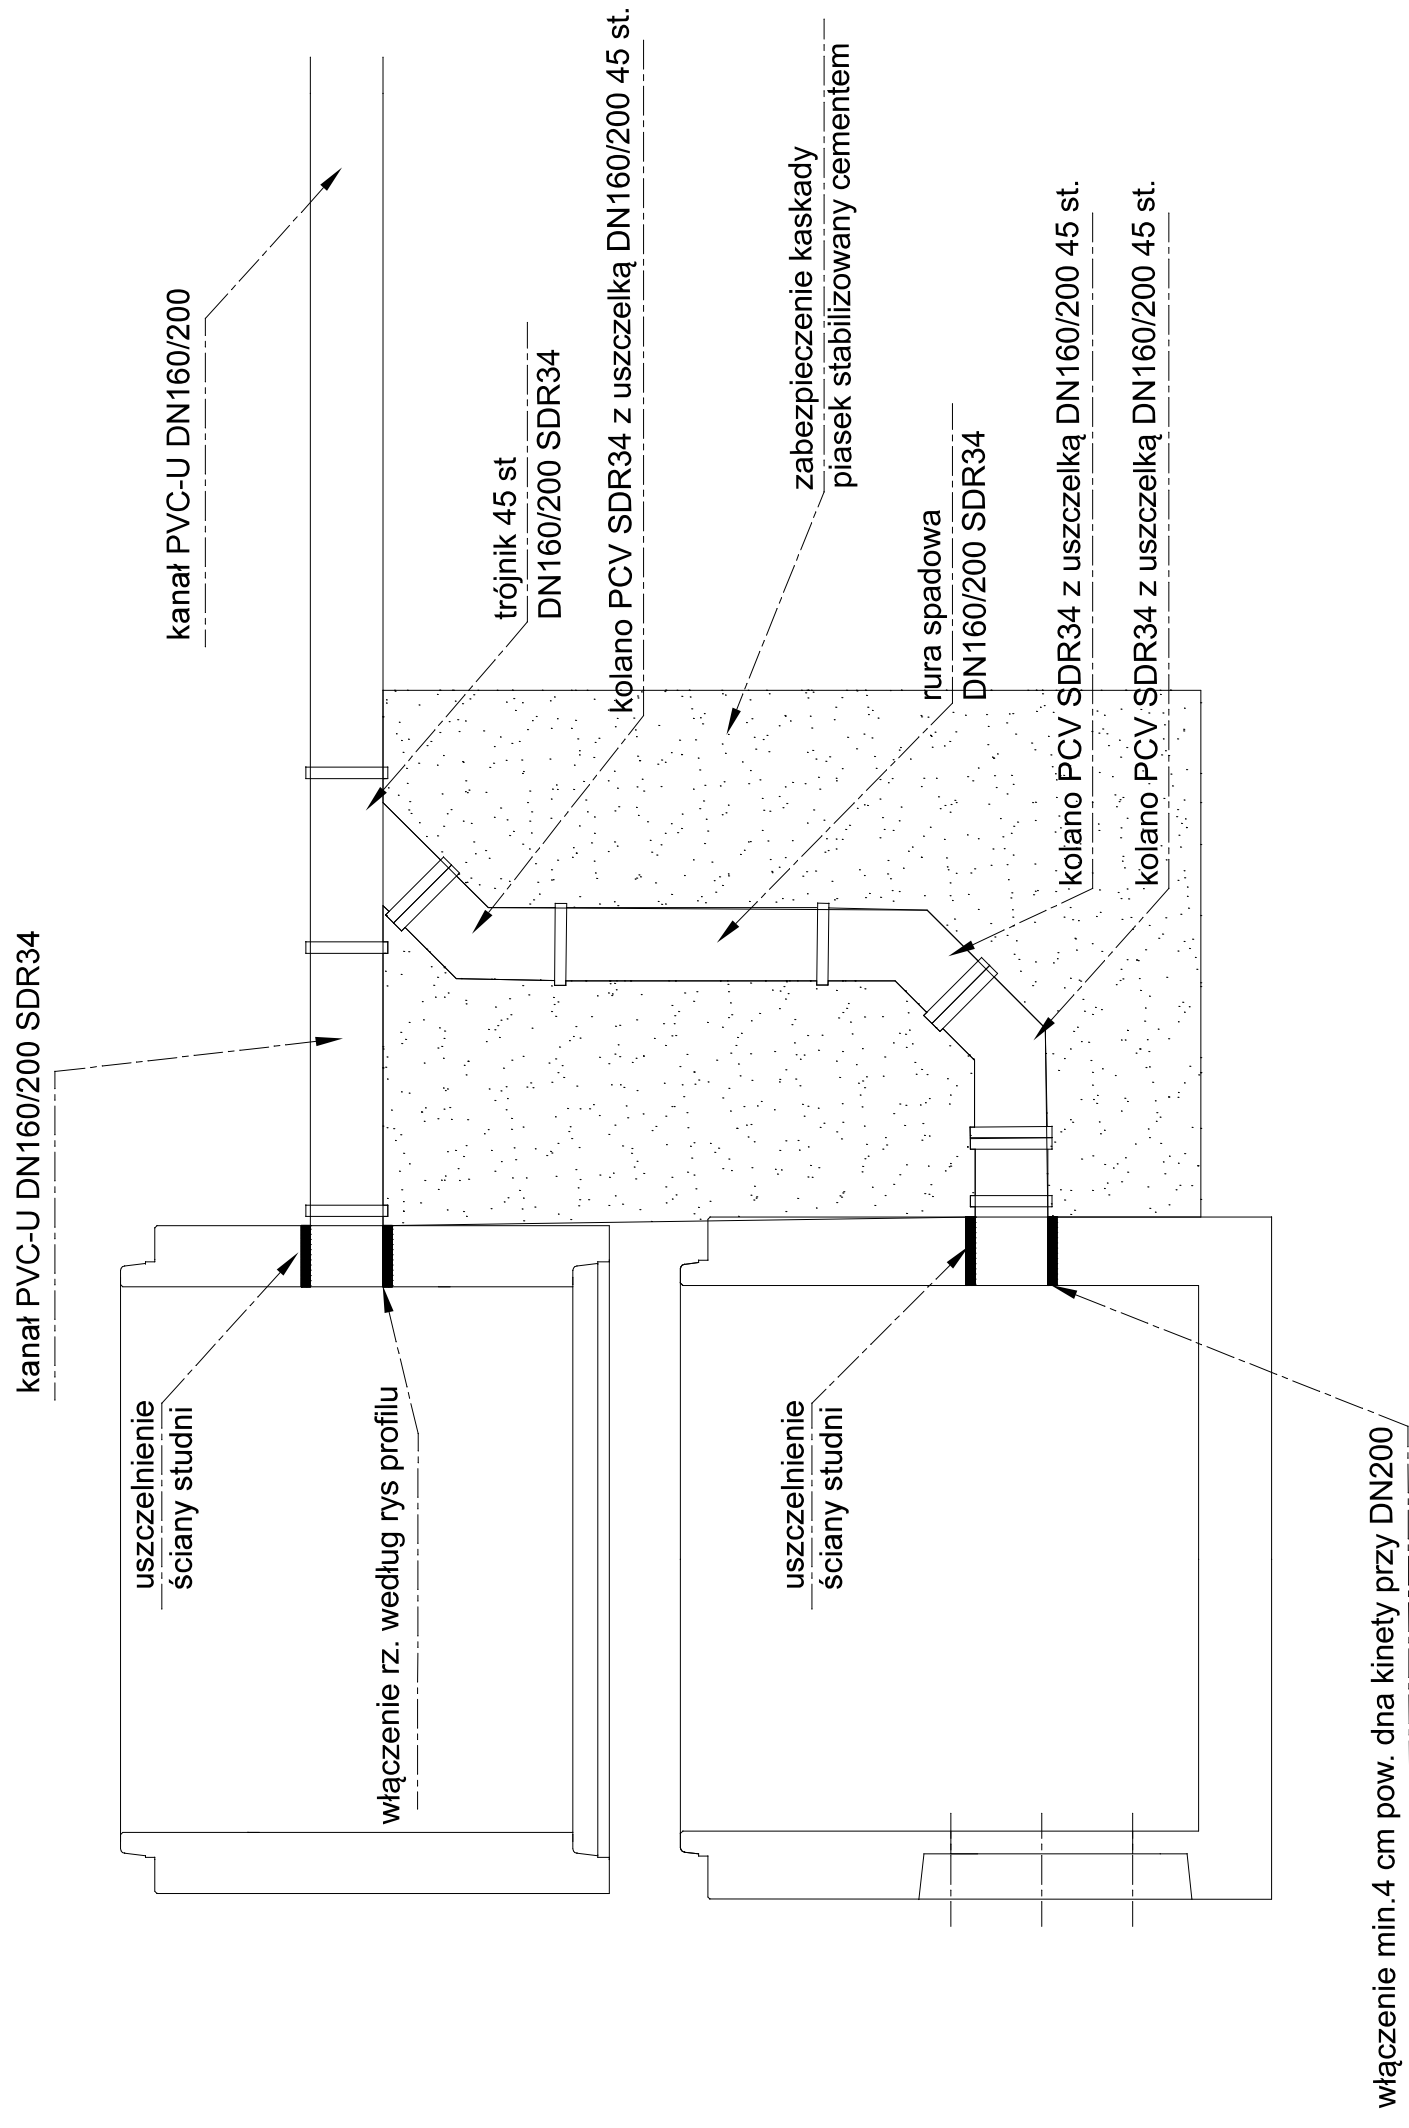 kanał PVC-U DN160/200 SDR34
kanał PVC-U DN160/200
uszczelnienie
ściany studni
włączenie rz. według rys profilu
trójnik 45 st
DN160/200 SDR34
kolano PCV SDR34 z uszczelką DN160/200 45 st.
zabezpieczenie kaskady
piasek stabilizowany cementem
rura spadowa
DN160/200 SDR34
kolano PCV SDR34 z uszczelką DN160/200 45 st.
kolano PCV SDR34 z uszczelką DN160/200 45 st.
uszczelnienie
ściany studni
włączenie min.4 cm pow. dna kinety przy DN200